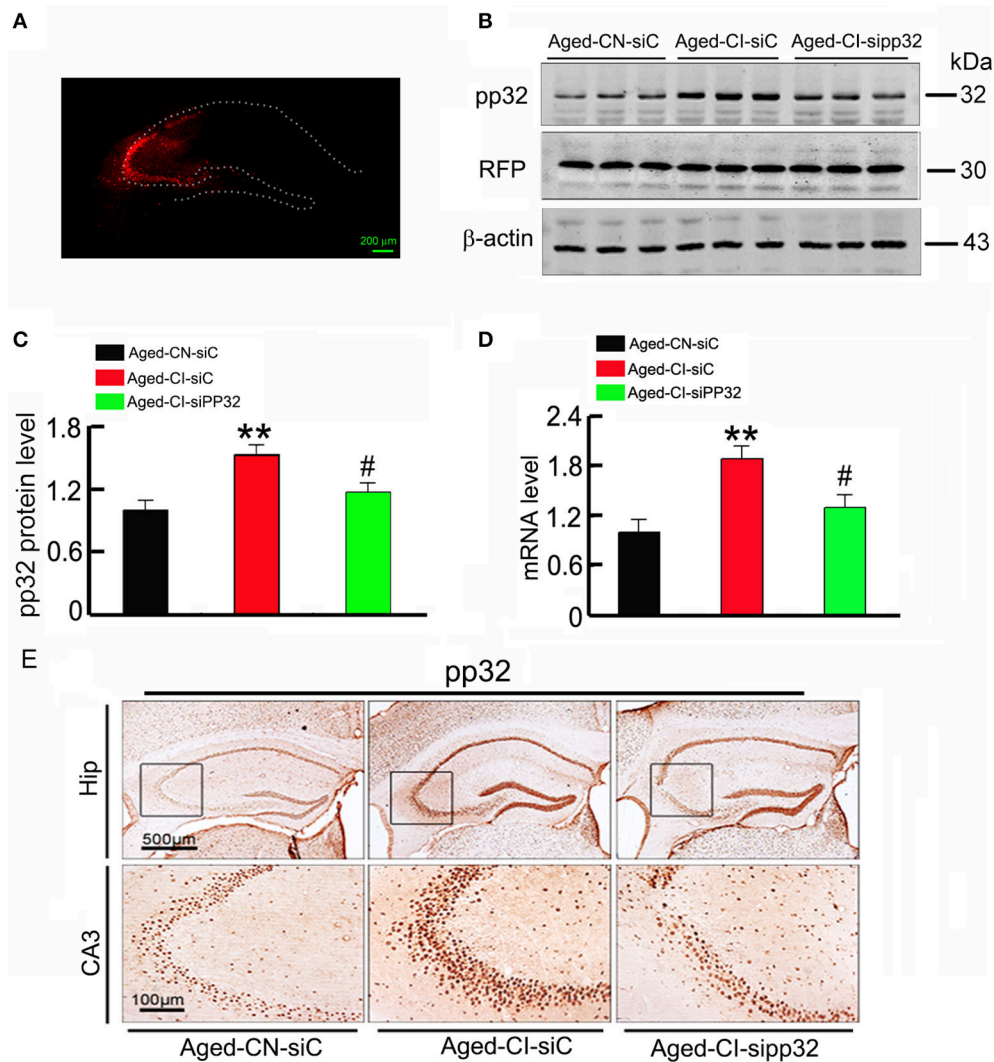 A
200 μm
B
Aged-CN-siC Aged-CI-siC Aged-CI-sipp32
kDa
pp32
32
RFP
30
β-actin
43
C
Aged-CN-siC
Aged-CI-siC
Aged-CI-siPP32
pp32 protein level
1.8
1.2
0.6
0
**
#
D
Aged-CN-siC
Aged-CI-siC
Aged-CI-siPP32
mRNA level
2.4
1.8
1.2
0.6
0
**
#
E
pp32
Hip
500μm
CA3
100μm
Aged-CN-siC Aged-CI-siC Aged-CI-sipp32